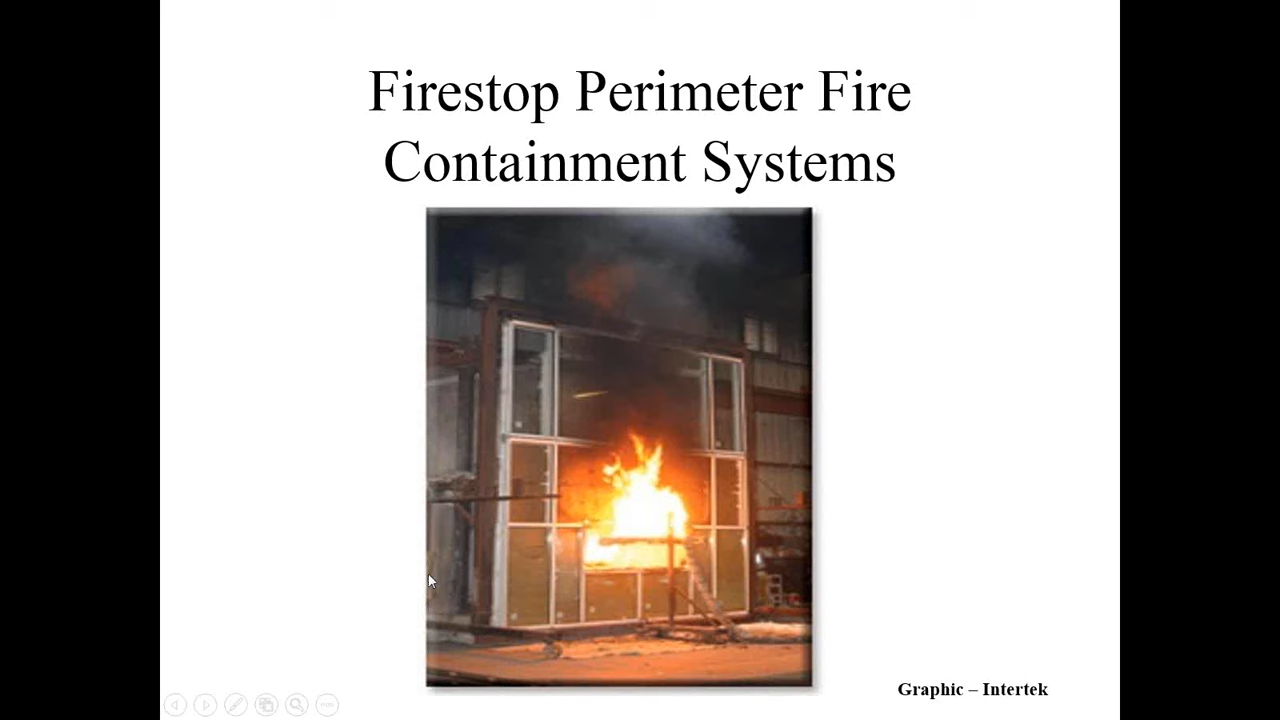 Firestop Perimeter Fire
Containment Systems
Graphic – Intertek